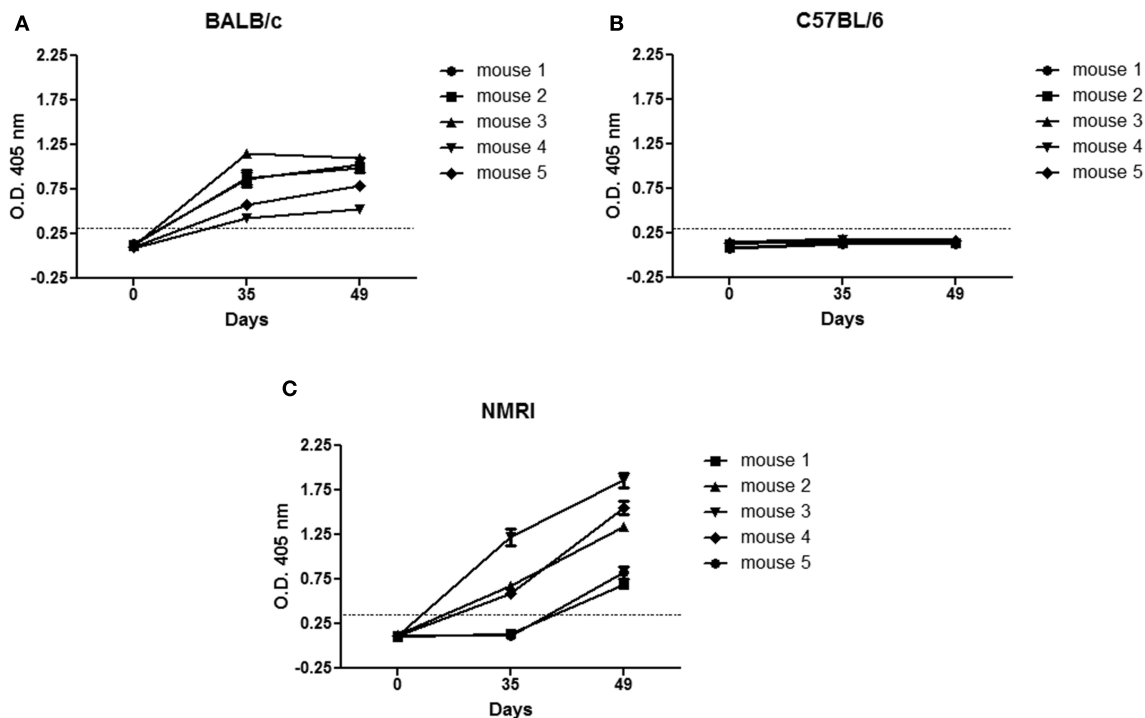 A
BALB/c
2.25
1.75
1.25
0.75
0.25
-0.25
O.D. 405 nm
0 35 49
Days
mouse 1
mouse 2
mouse 3
mouse 4
mouse 5
B
C57BL/6
2.25
1.75
1.25
0.75
0.25
-0.25
O.D. 405 nm
0 35 49
Days
mouse 1
mouse 2
mouse 3
mouse 4
mouse 5
C
NMRI
2.25
1.75
1.25
0.75
0.25
-0.25
O.D. 405 nm
0 35 49
Days
mouse 1
mouse 2
mouse 3
mouse 4
mouse 5